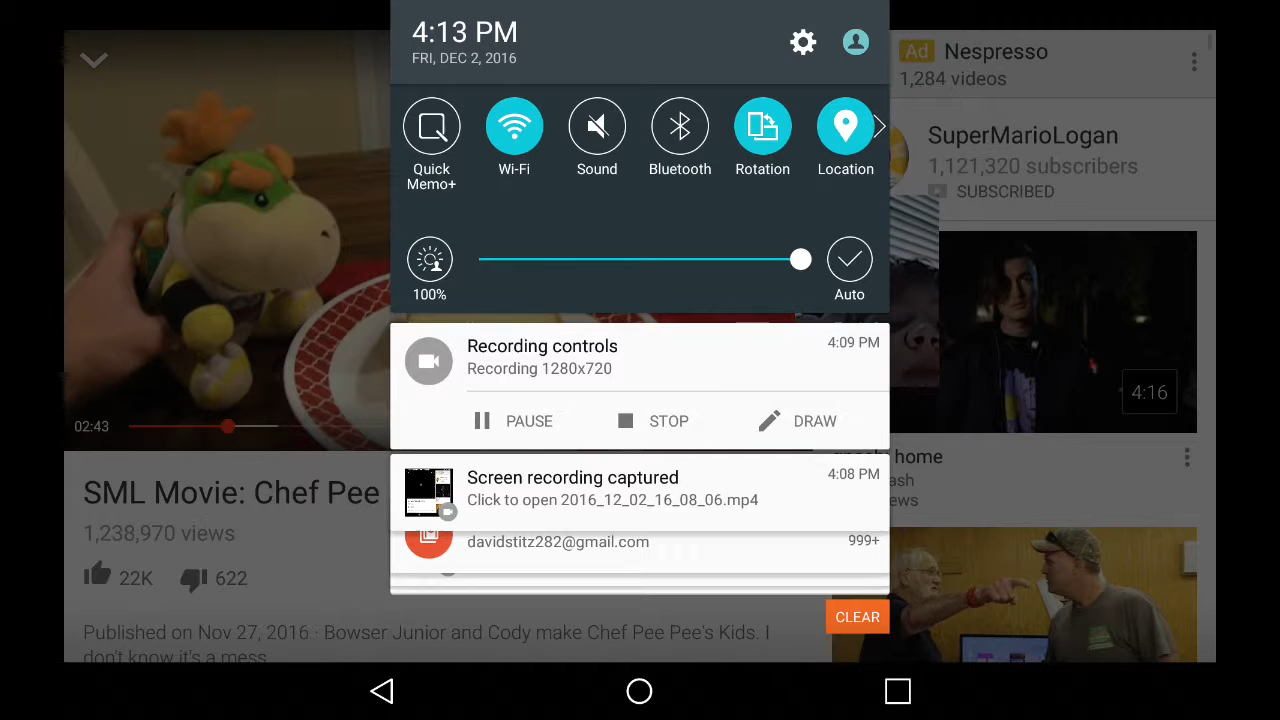 4:13 PM
FRI, DEC 2, 2016
Quick
Memo+
Wi-Fi
Sound
Bluetooth
Rotation
Location
100%
Auto
Recording controls
4:09 PM
Recording 1280x720
PAUSE
STOP
DRAW
Screen recording captured
4:08 PM
Click to open 2016_12_02_16_08_06.mp4
davidstitz282@gmail.com
999+
CLEAR
02:43
SML Movie: Chef Pee
1,238,970 views
22K
622
Published on Nov 27, 2016 · Bowser Junior and Cody make Chef Pee Pee's Kids. I
don't know it's a mess
Ad Nespresso
1,284 videos
SuperMarioLogan
1,121,320 subscribers
SUBSCRIBED
4:16
home